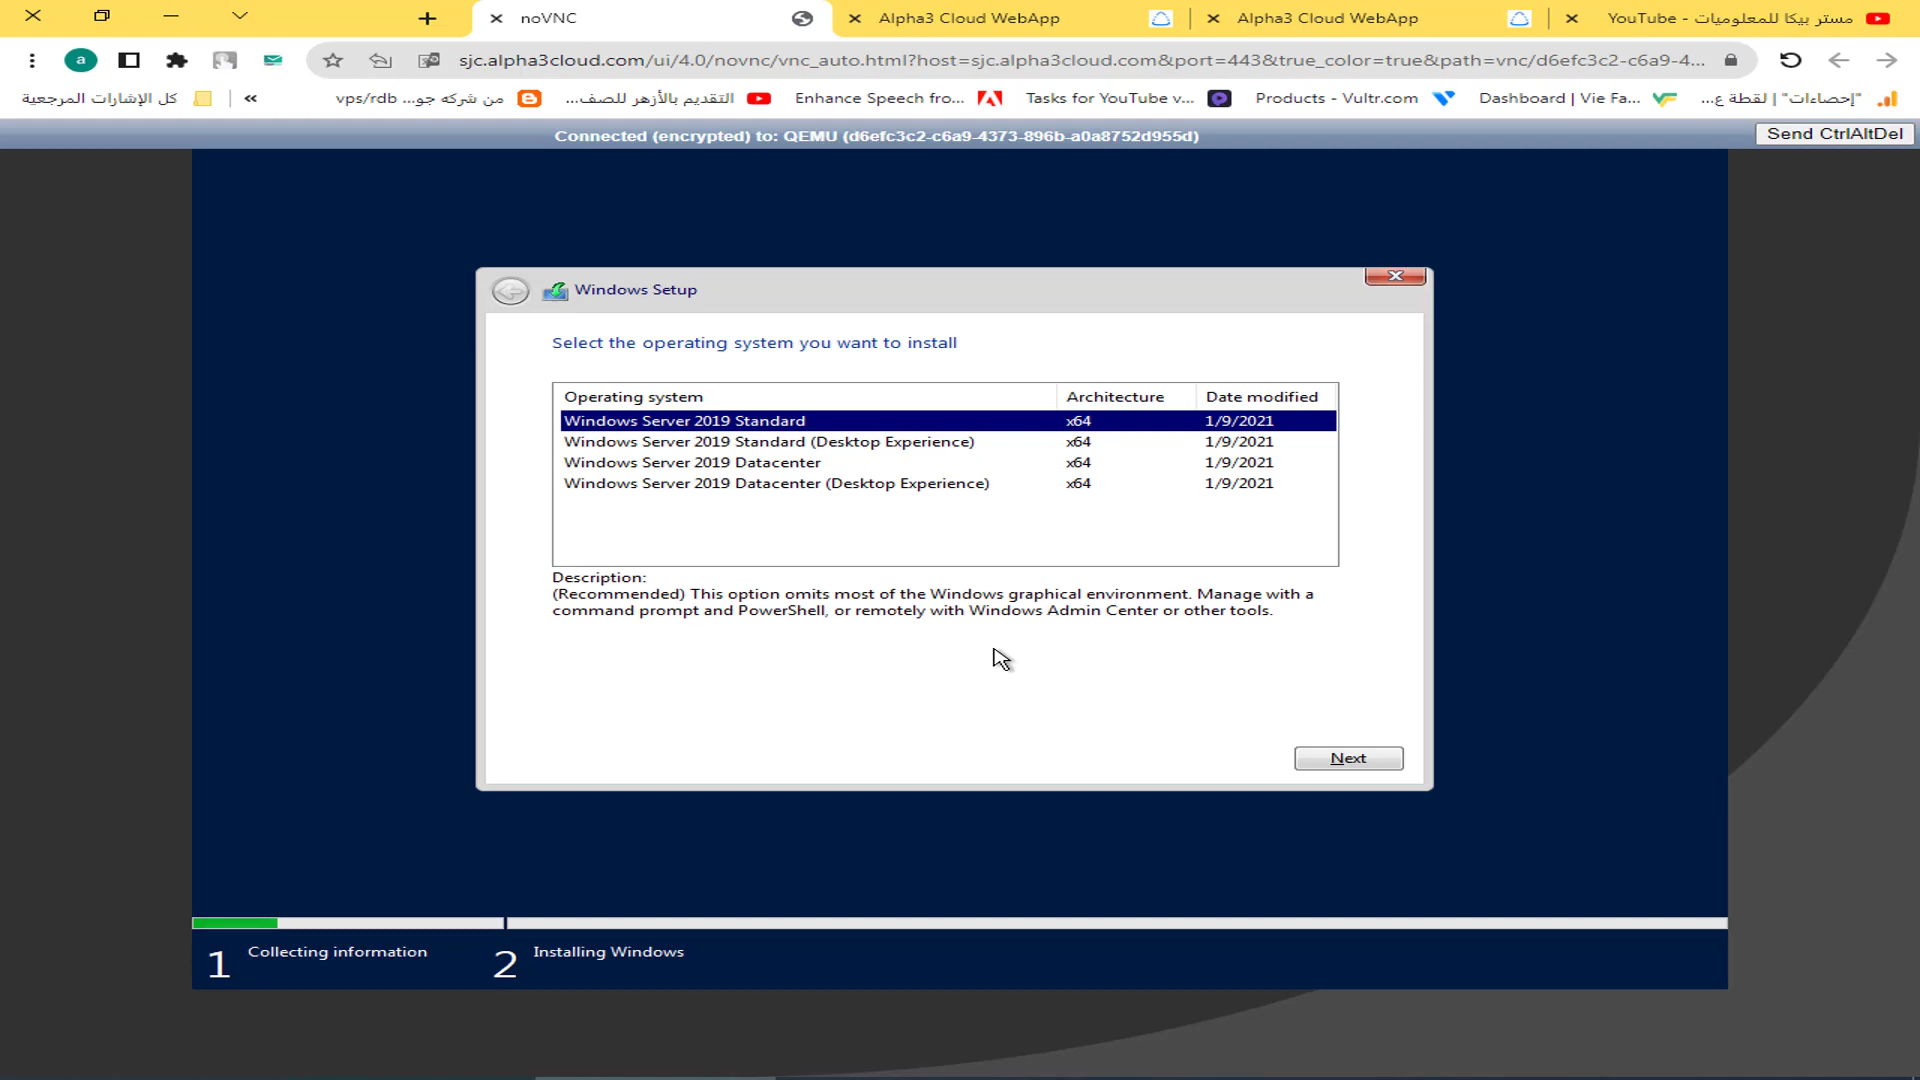 noVNC
Alpha3 Cloud WebApp
Alpha3 Cloud WebApp
مستر بيكا للمعلوميات - YouTube
a
sjc.alpha3cloud.com/ui/4.0/novnc/vnc_auto.html?host=sjc.alpha3cloud.com&port=443&true_color=true&path=vnc/d6efc3c2-c6a9-4...
كل الإشارات المرجعية
«
من شركه جو... vps/rdb
التقديم بالأزهر للصف...
Enhance Speech fro...
Tasks for YouTube v...
Products - Vultr.com
Dashboard | Vie Fa...
"إحصاءات" | لقطة ع...
Connected (encrypted) to: QEMU (d6efc3c2-c6a9-4373-896b-a0a8752d955d)
Send CtrlAltDel
Windows Setup
Select the operating system you want to install
Operating system Architecture Date modified
Windows Server 2019 Standard x64 1/9/2021
Windows Server 2019 Standard (Desktop Experience) x64 1/9/2021
Windows Server 2019 Datacenter x64 1/9/2021
Windows Server 2019 Datacenter (Desktop Experience) x64 1/9/2021
Description:
(Recommended) This option omits most of the Windows graphical environment. Manage with a
command prompt and PowerShell, or remotely with Windows Admin Center or other tools.
Next
1 Collecting information
2 Installing Windows